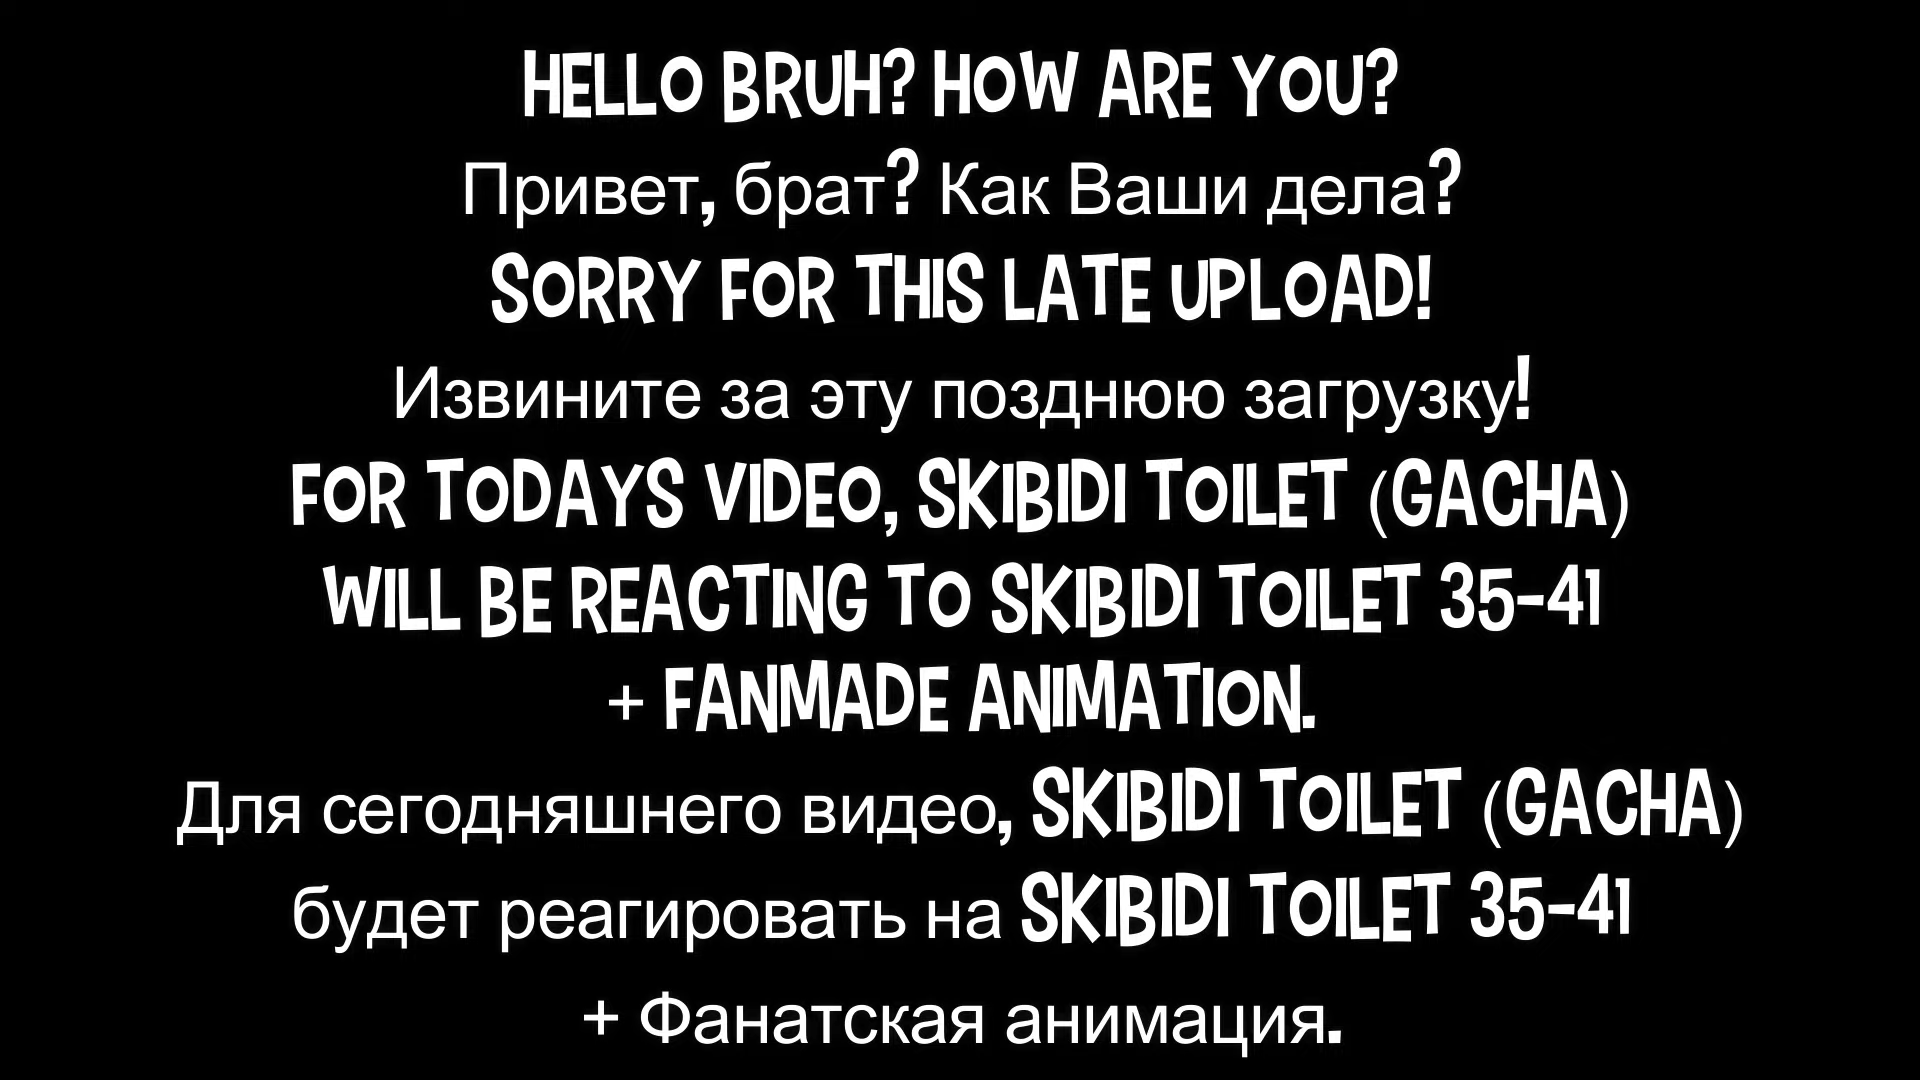 HELLO BRUH? HOW ARE YOU?
Привет, брат? Как Ваши дела?
SORRY FOR THIS LATE UPLOAD!
Извините за эту позднюю загрузку!
FOR TODAYS VIDEO, SKIBIDI TOILET (GACHA)
WILL BE REACTING TO SKIBIDI TOILET 35-41
+ FANMADE ANIMATION.
Для сегодняшнего видео, SKIBIDI TOILET (GACHA)
будет реагировать на SKIBIDI TOILET 35-41
+ Фанатская анимация.